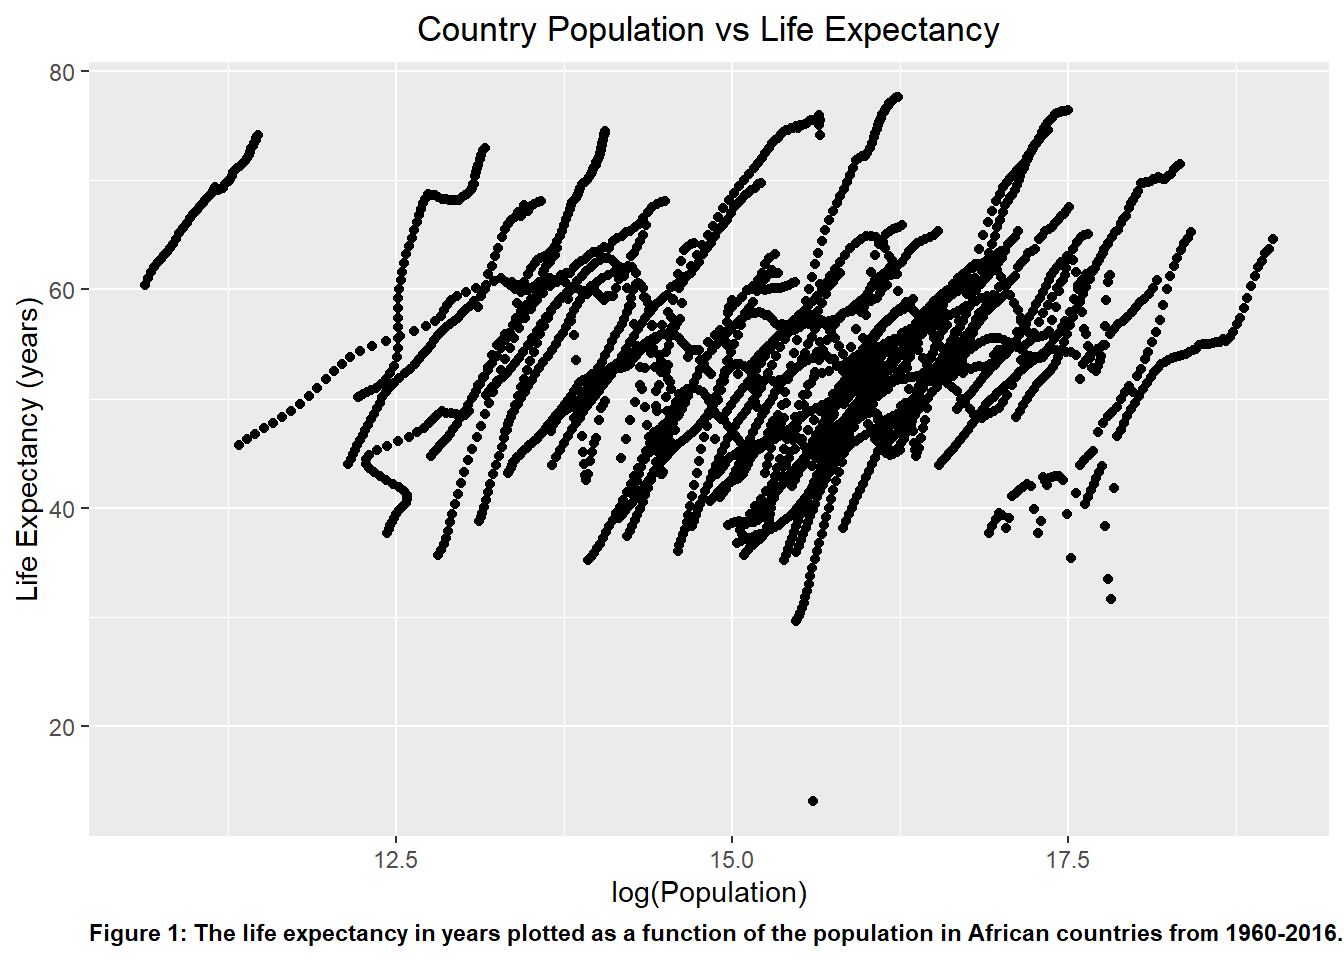 Country Population vs Life Expectancy
80
60
40
20
Life Expectancy (years)
12.5 15.0 17.5
log(Population)
Figure 1: The life expectancy in years plotted as a function of the population in African countries from 1960-2016.